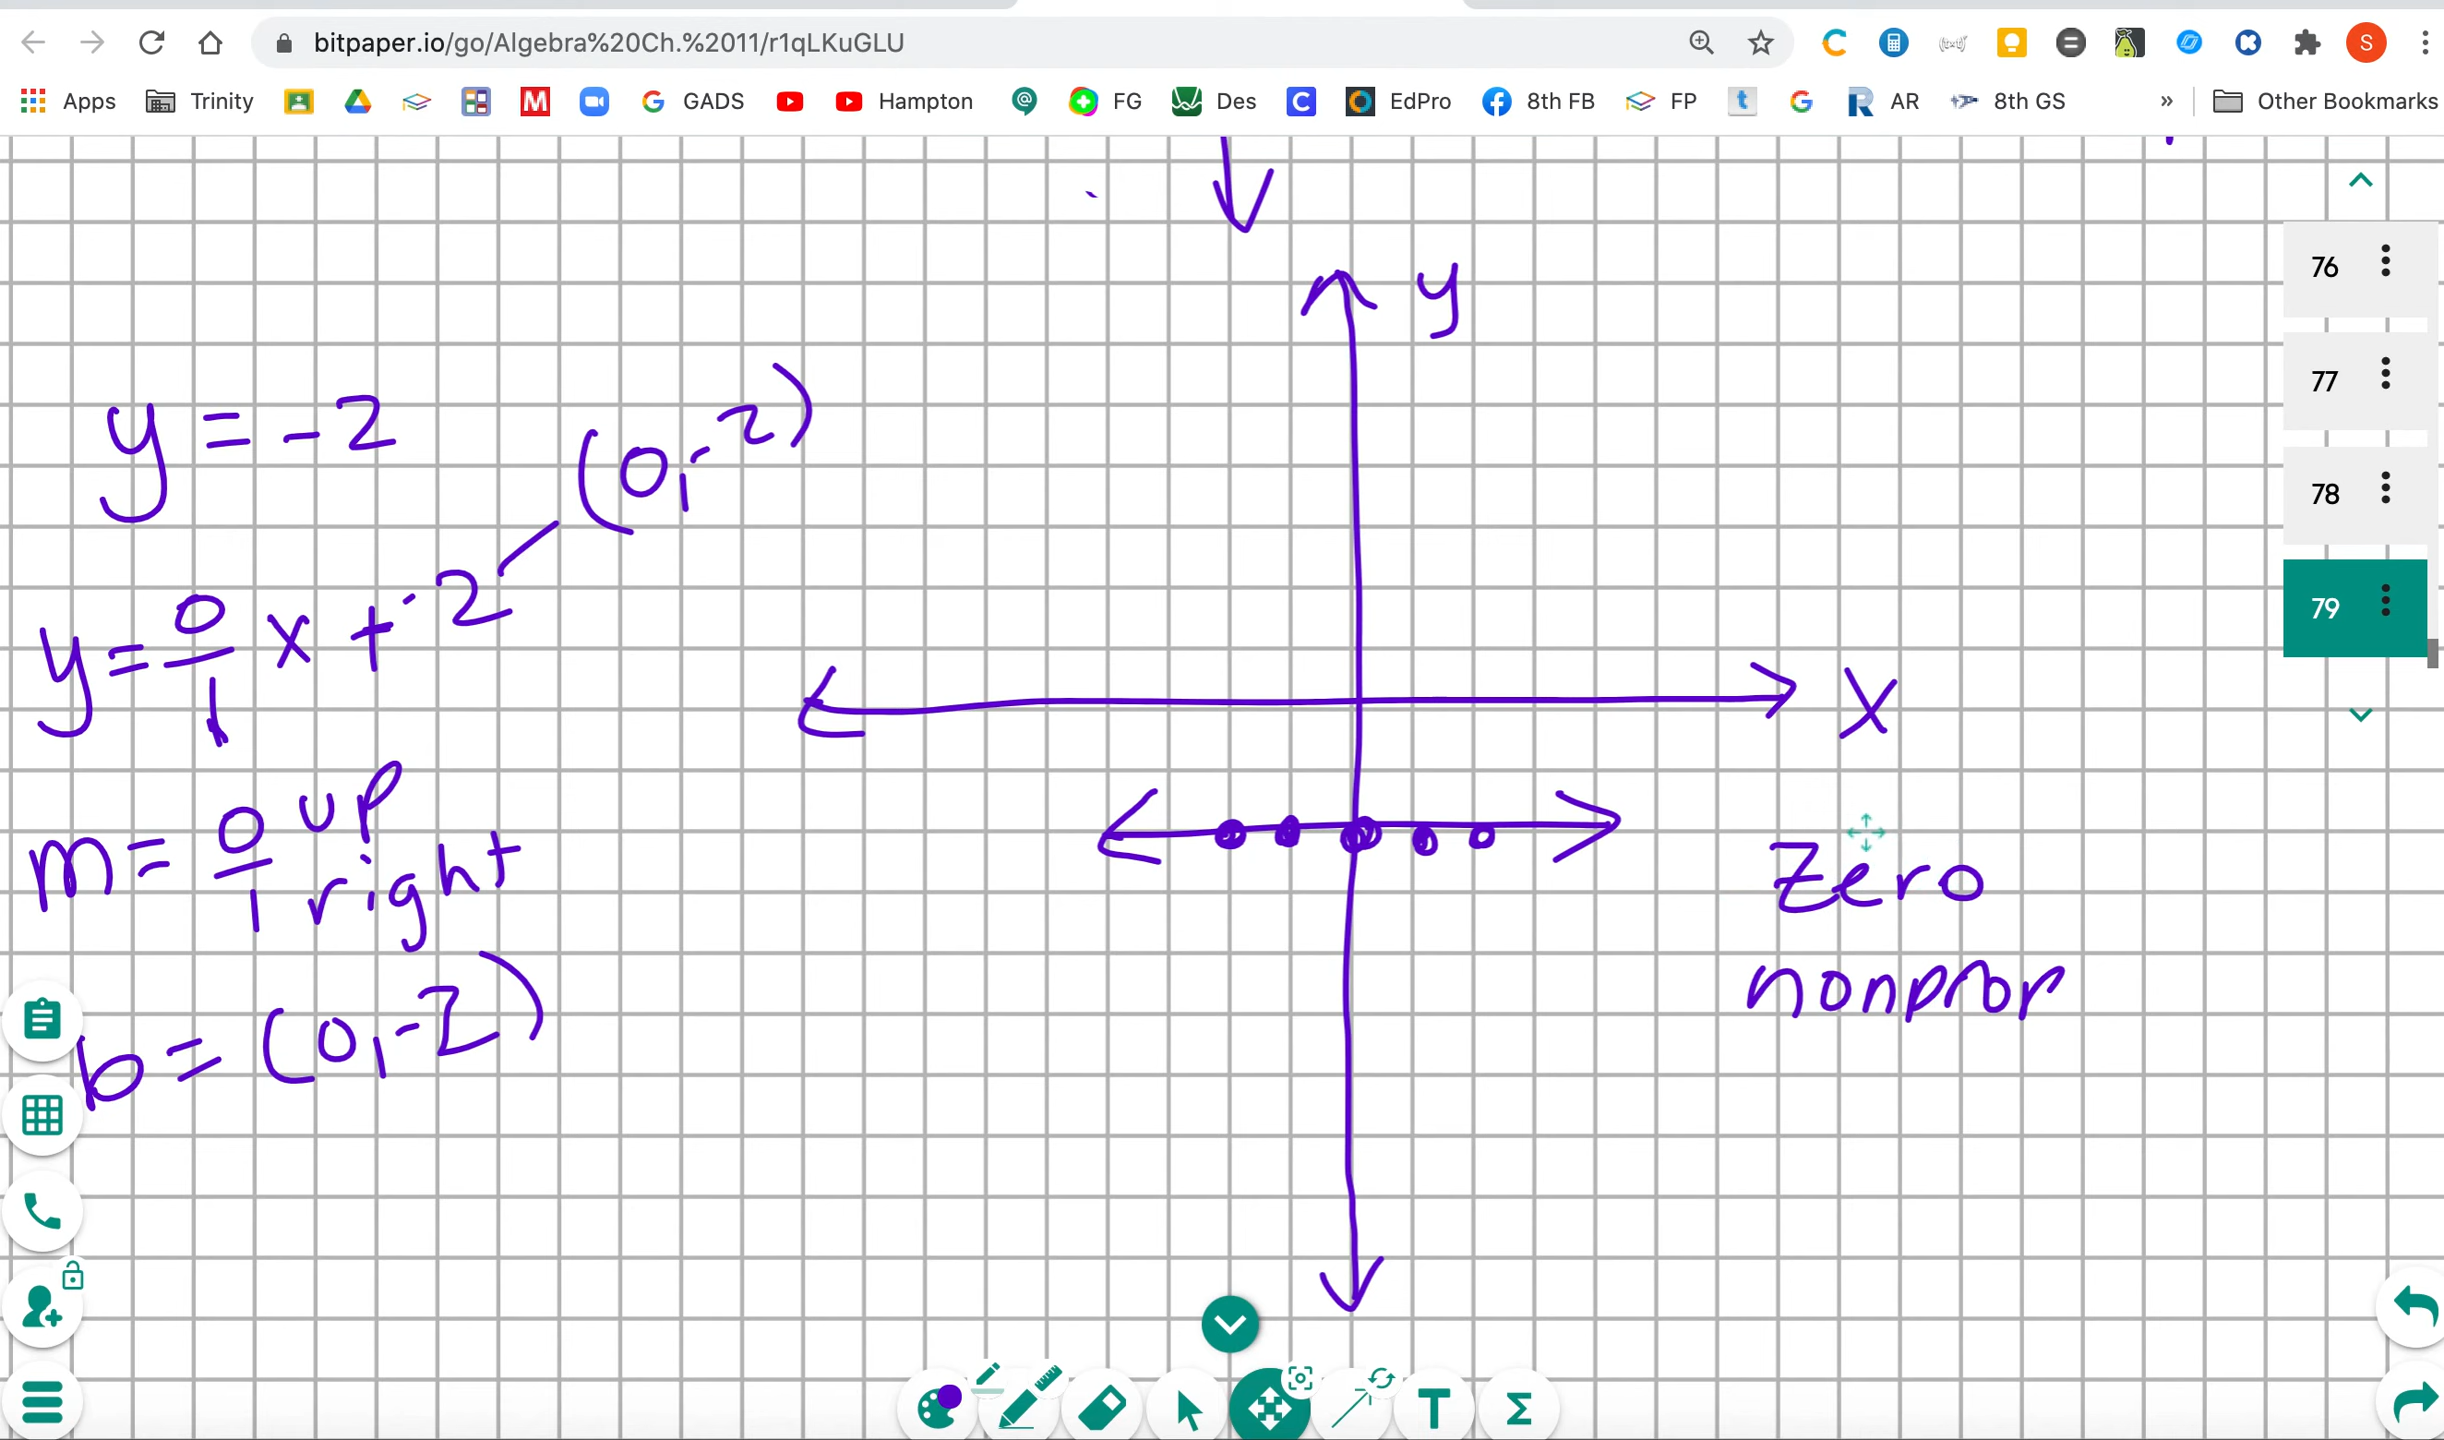 bitpaper.io/go/Algebra%20Ch.%2011/r1qLKuGLU
S
Apps Trinity M GADS Hampton FG Des C EdPro 8th FB FP t G AR 8th GS » Other Bookmarks
76
77
78
79
y
x
y = -2
(0,-2)
y = 0/1 x + -2
m = 0/1 up right
b = (0,-2)
Zero
nonpror
T Σ